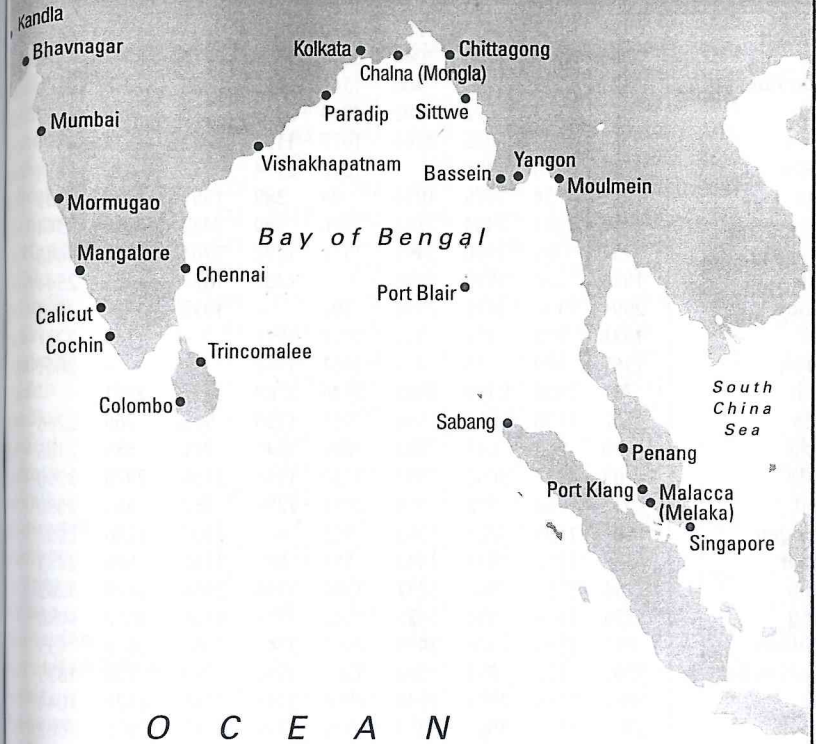 Kandla
Bhavnagar
Kolkata
Chittagong
Chalna (Mongla)
Paradip
Sittwe
Mumbai
Vishakhapatnam
Bassein
Yangon
Moulmein
Mormugao
Bay of Bengal
Mangalore
Chennai
Port Blair
Calicut
Cochin
Trincomalee
Colombo
South
China
Sea
Sabang
Penang
Port Klang
Malacca
(Melaka)
Singapore
OCEAN